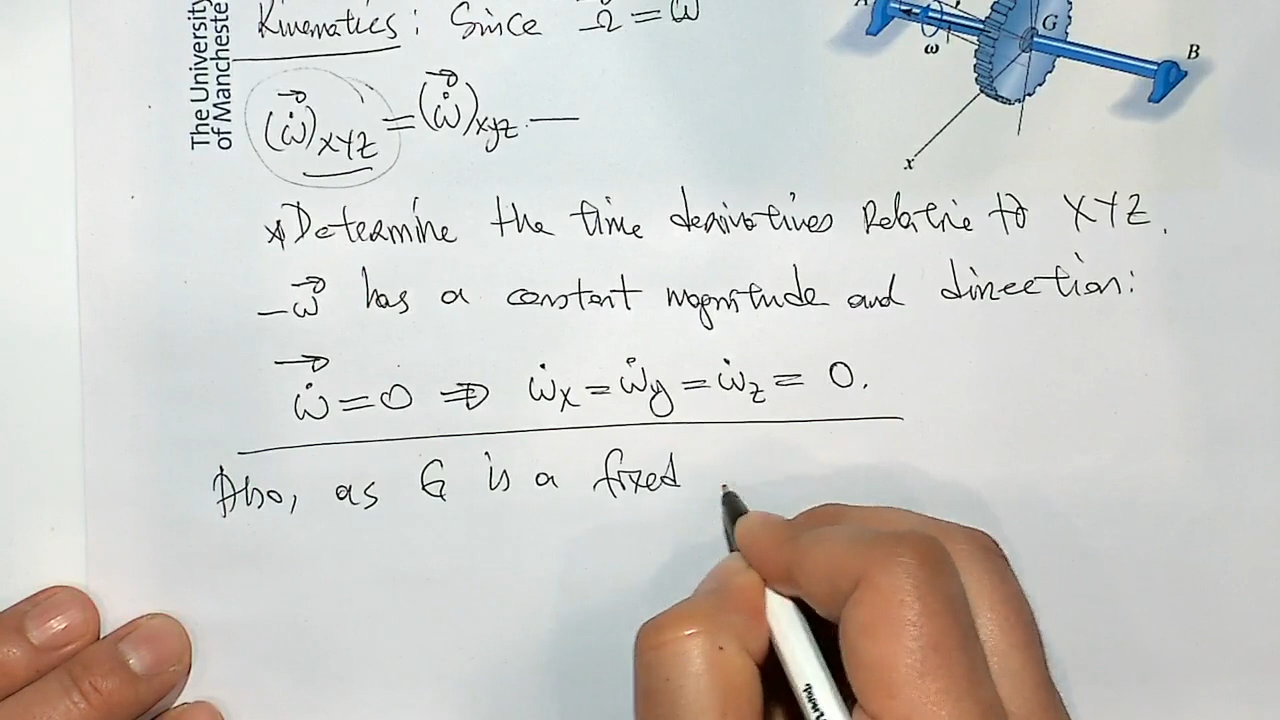 The University
of Manchester
Kinematics: Since Ω = ω
A
G
ω
B
x
(ω̇)XYZ = (ω̇)xyz —
*Determine the time derivatives relative to XYZ.
- ω⃗ has a constant magnitude and direction:
ω̇ = 0 ⇒ ω̇x = ω̇y = ω̇z = 0.
Also, as G is a fixed